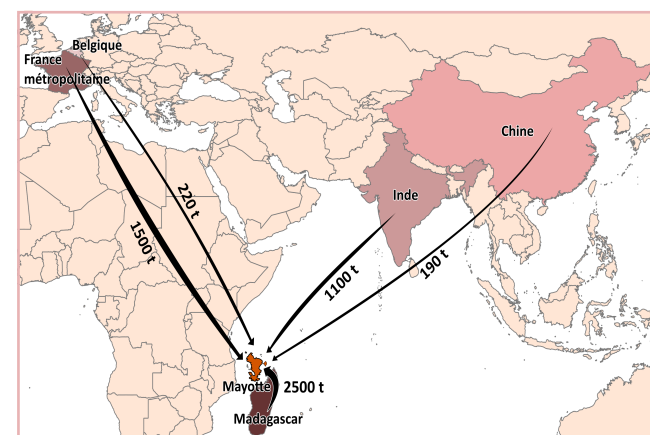 Belgique
France
métropolitaine
Chine
Inde
220 t
1500 t
1100 t
190 t
Mayotte
2500 t
Madagascar